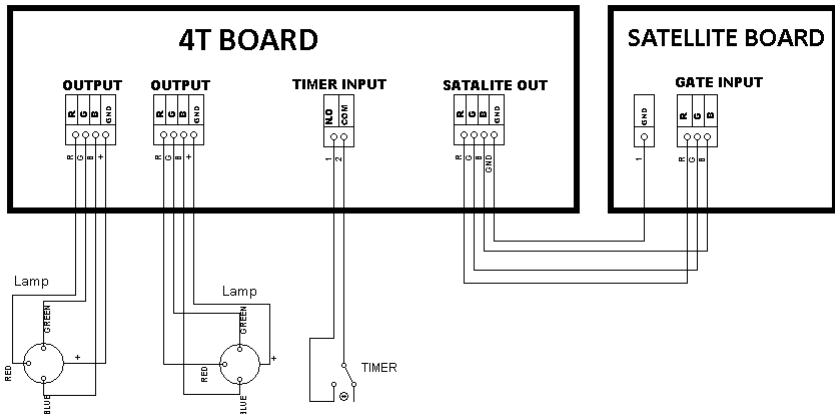 4T BOARD
SATELLITE BOARD
OUTPUT
OUTPUT
TIMER INPUT
SATALITE OUT
GATE INPUT
R G B GND
R G B GND
N.O COM
R G B GND
GND
R G B
R G B +
R G B +
1 2
R G B GND
1
R G B
Lamp
GREEN
RED
+
BLUE
Lamp
GREEN
RED
+
BLUE
TIMER